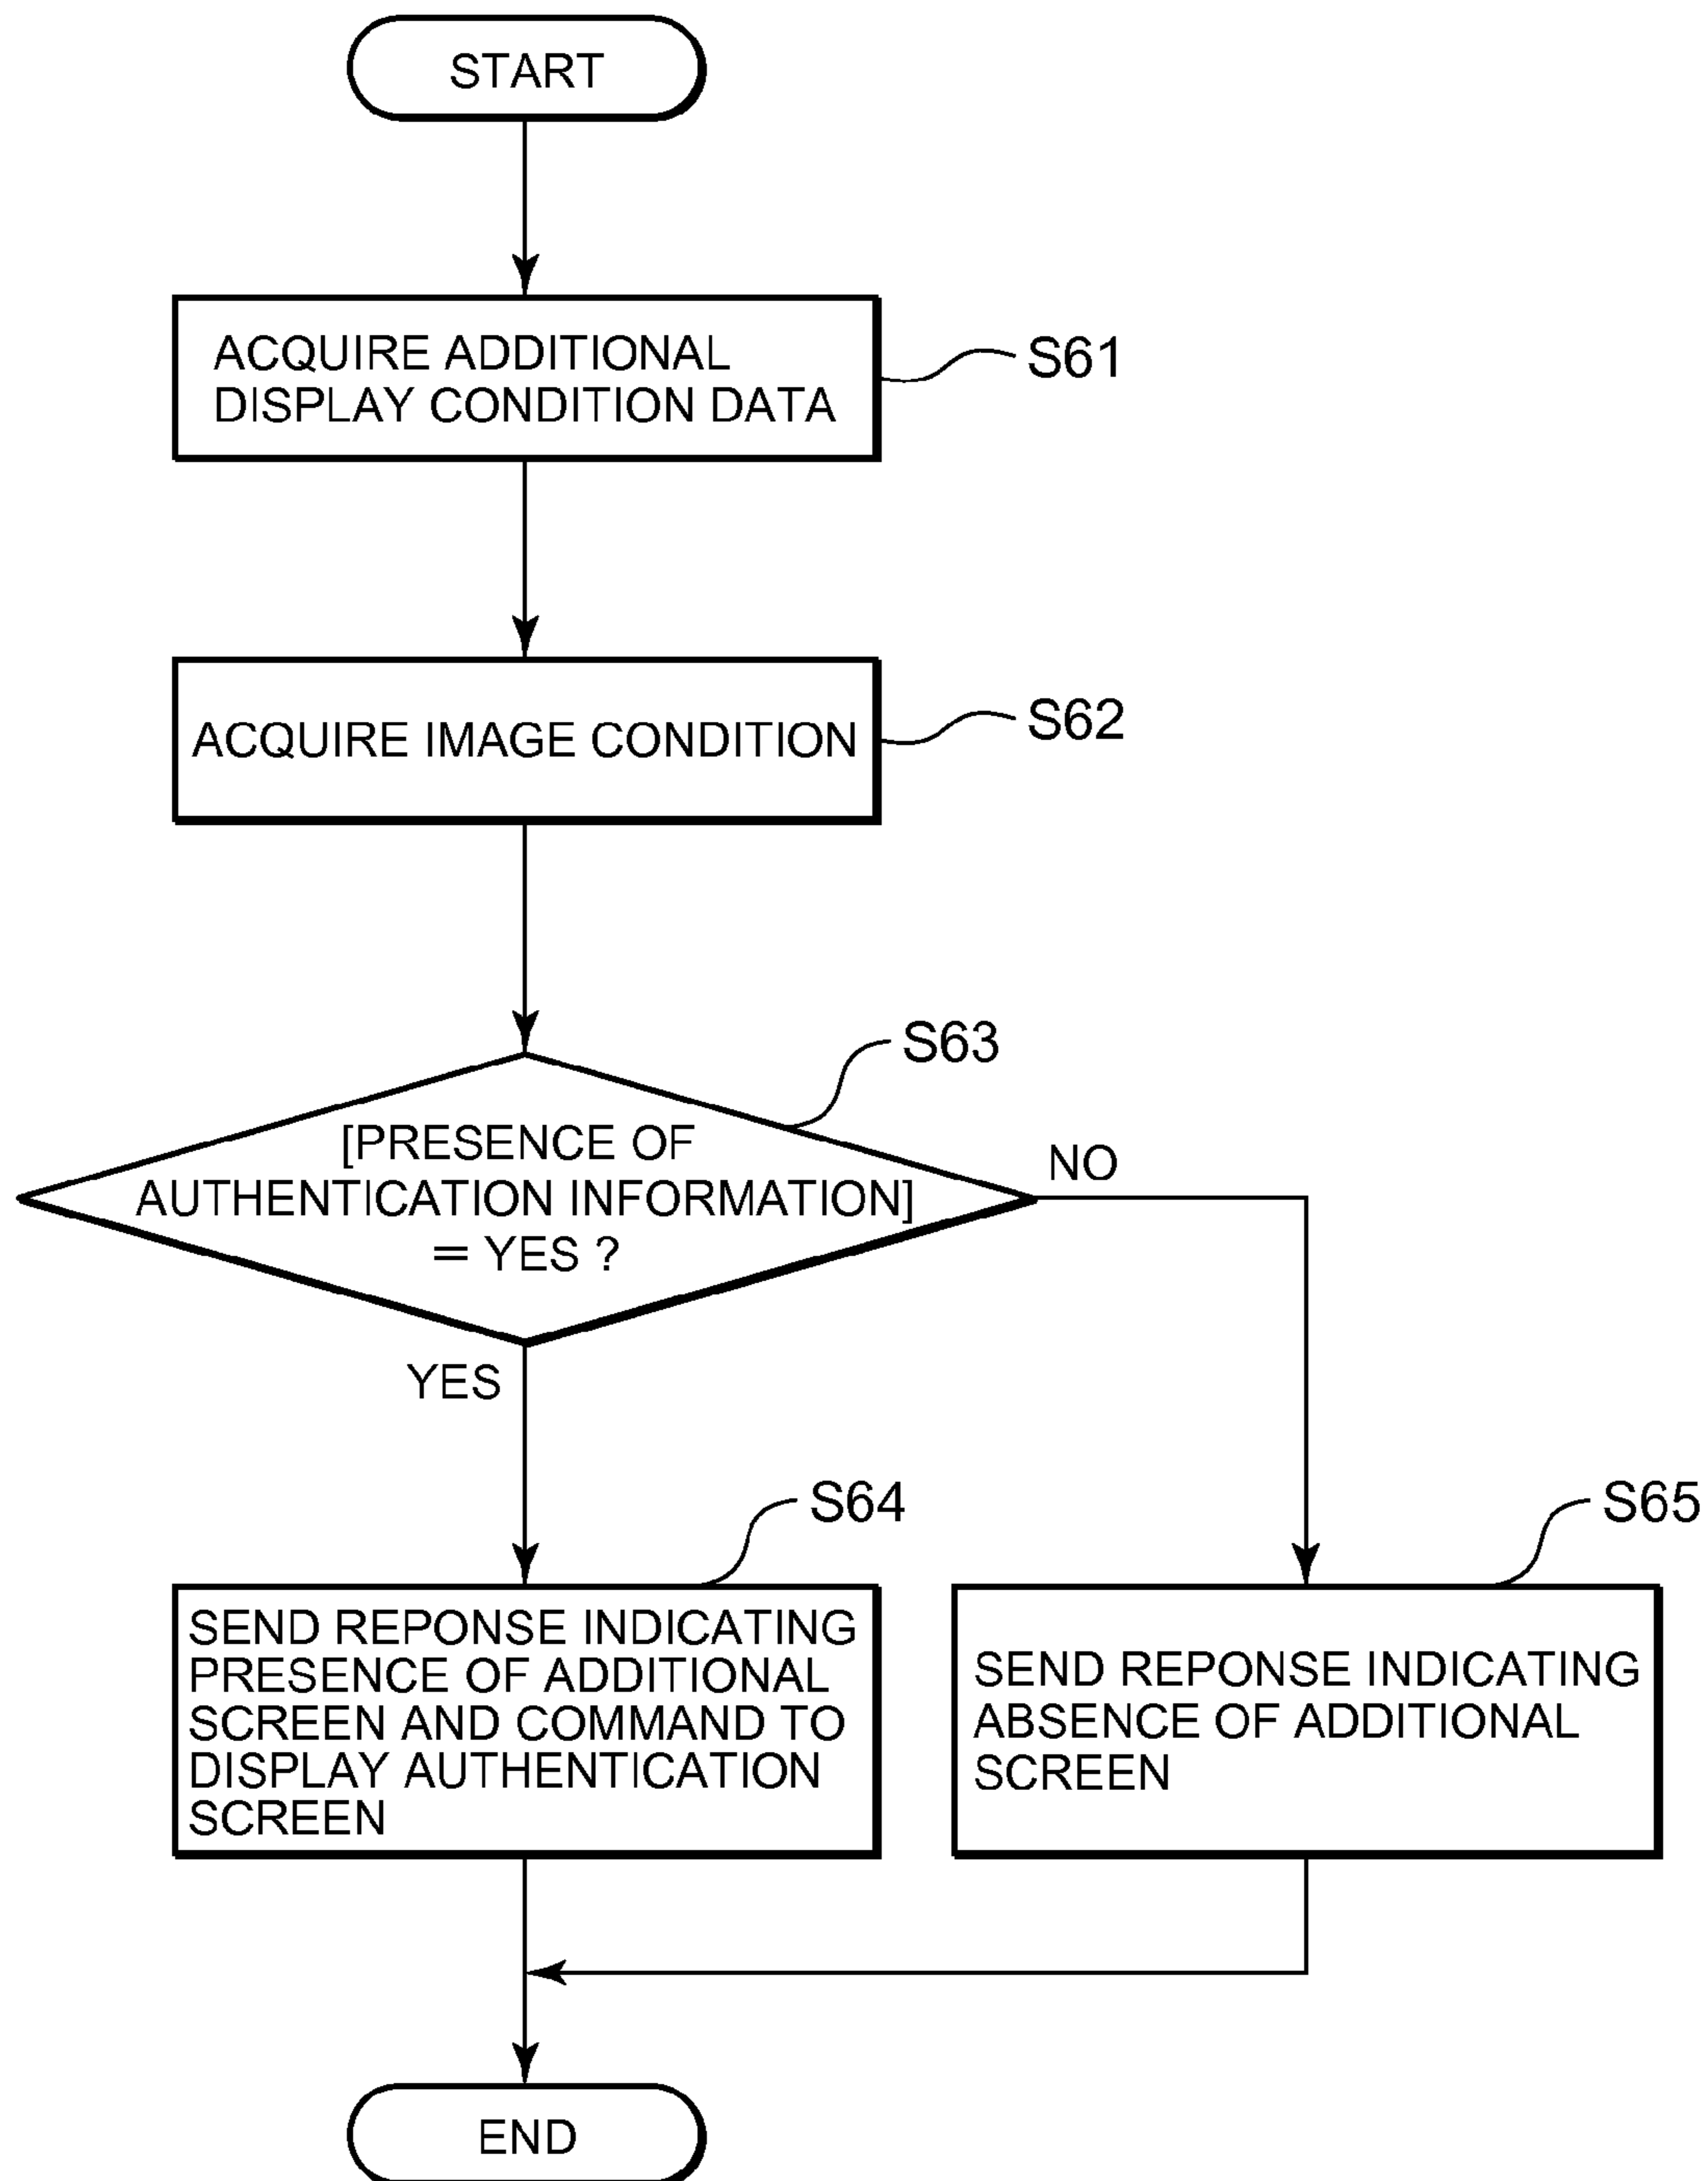 START
ACQUIRE ADDITIONAL
DISPLAY CONDITION DATA
S61
ACQUIRE IMAGE CONDITION
S62
S63
[PRESENCE OF
AUTHENTICATION INFORMATION]
= YES ?
NO
YES
S64
SEND REPONSE INDICATING
PRESENCE OF ADDITIONAL
SCREEN AND COMMAND TO
DISPLAY AUTHENTICATION
SCREEN
S65
SEND REPONSE INDICATING
ABSENCE OF ADDITIONAL
SCREEN
END